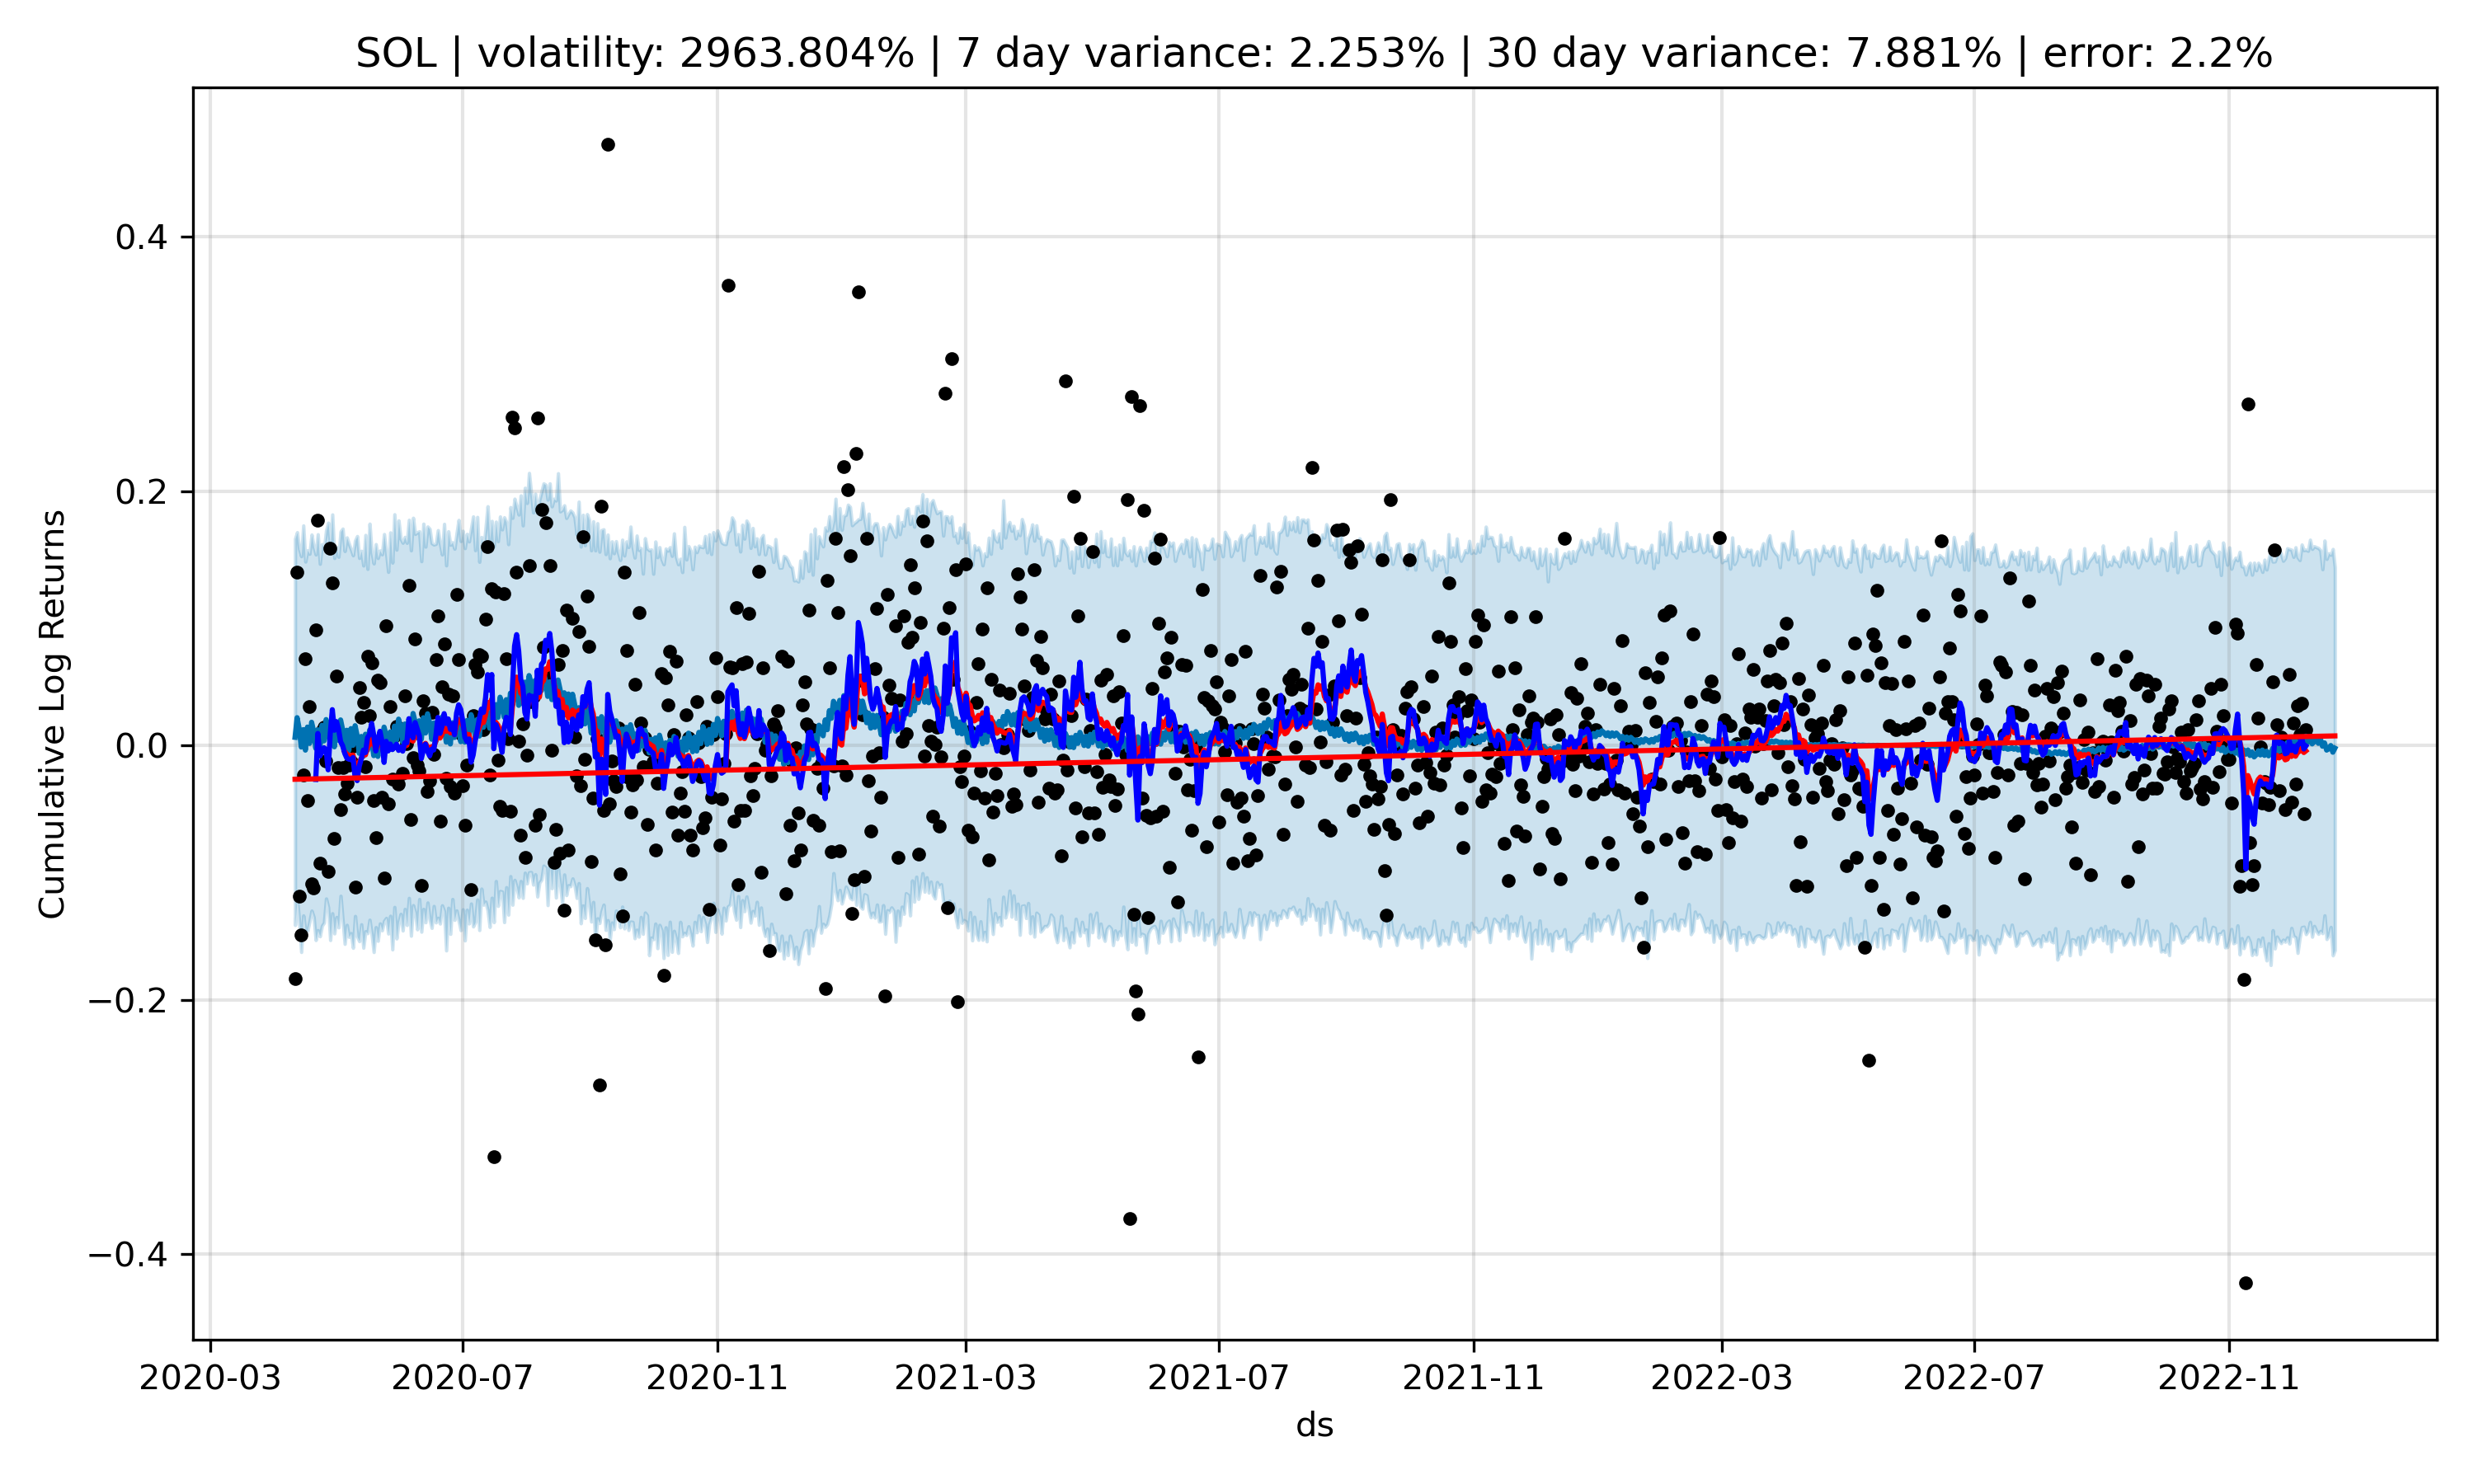 SOL | volatility: 2963.804% | 7 day variance: 2.253% | 30 day variance: 7.881% | error: 2.2%
Cumulative Log Returns
0.4
0.2
0.0
−0.2
−0.4
2020-03 2020-07 2020-11 2021-03 2021-07 2021-11 2022-03 2022-07 2022-11
ds